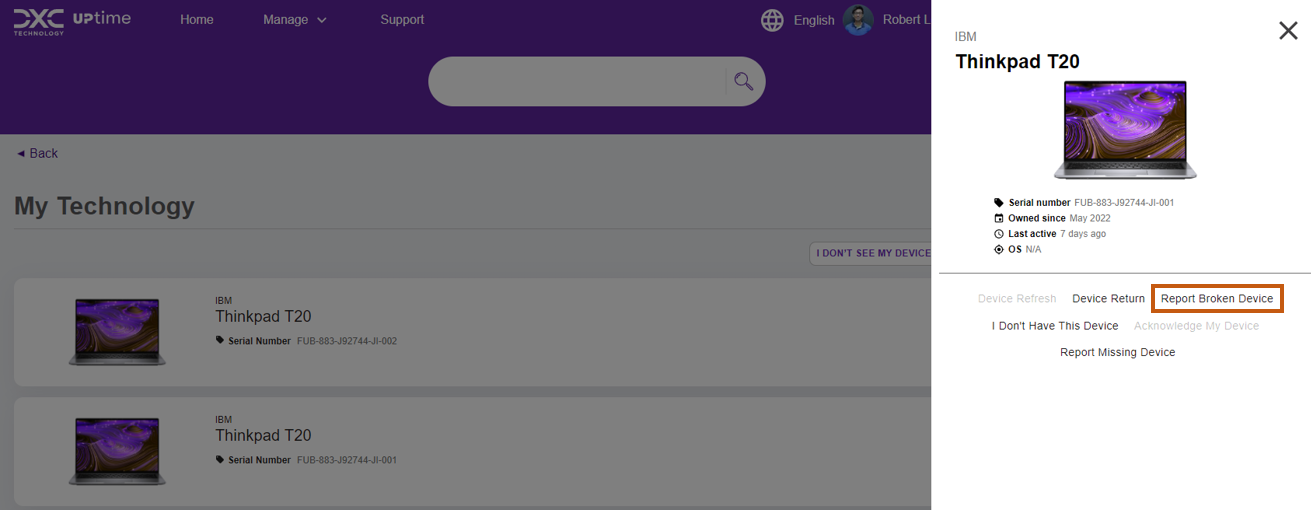 DXC UPtime
TECHNOLOGY
Home Manage Support
English Robert L
◄ Back
My Technology
I DON'T SEE MY DEVICE
IBM
Thinkpad T20
Serial Number FUB-883-J92744-JI-002
IBM
Thinkpad T20
Serial Number FUB-883-J92744-JI-001
IBM
Thinkpad T20
Serial number FUB-883-J92744-JI-001
Owned since May 2022
Last active 7 days ago
OS N/A
Device Refresh Device Return Report Broken Device
I Don't Have This Device Acknowledge My Device
Report Missing Device